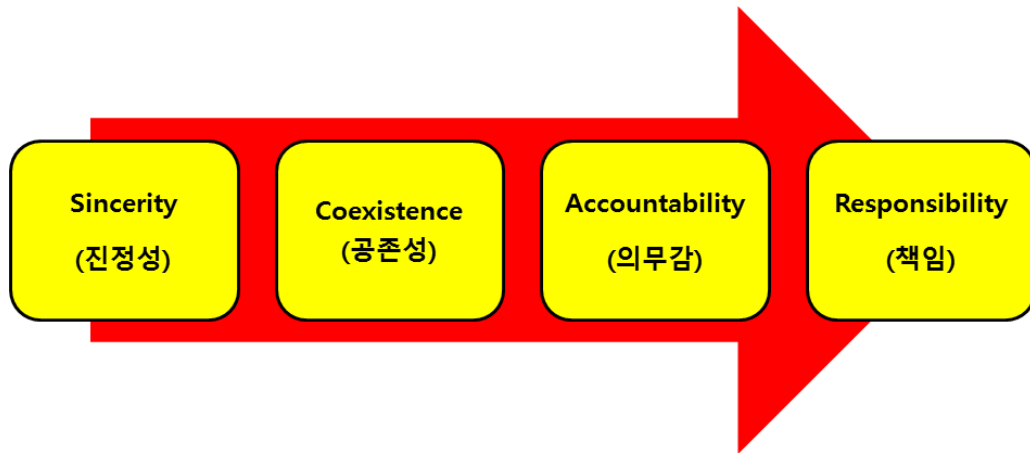 Sincerity
(진정성)
Coexistence
(공존성)
Accountability
(의무감)
Responsibility
(책임)